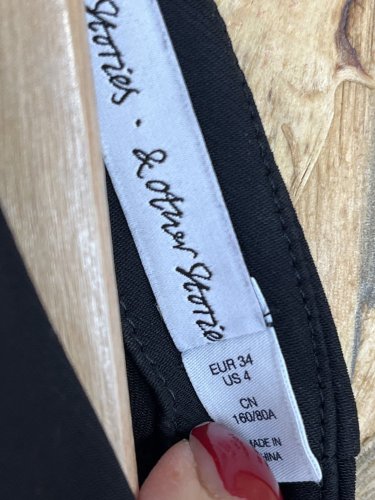 Stories · & other Storie
EUR 34
US 4
CN
160/80A
MADE IN
CHINA